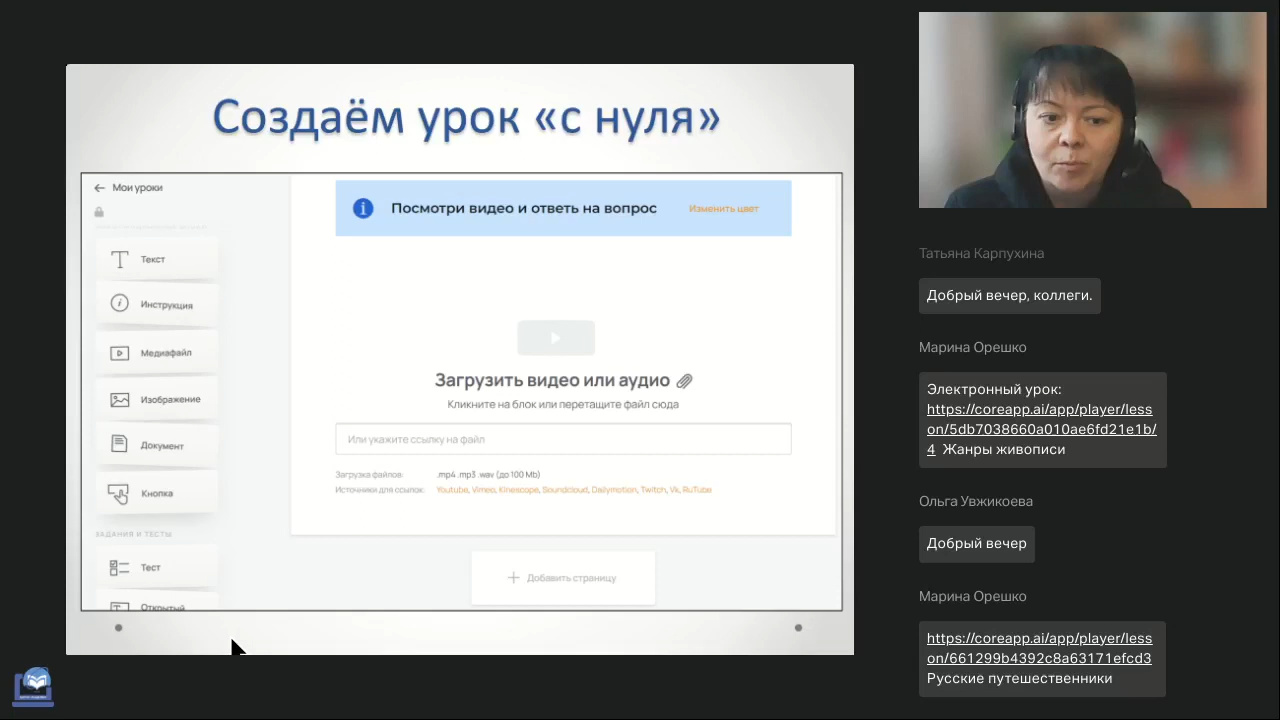 Создаём урок «с нуля»
Мои уроки
Текст
Инструкция
Медиафайл
Изображение
Документ
Кнопка
ЗАДАНИЯ И ТЕСТЫ
Тест
Открытый
Посмотри видео и ответь на вопрос
Изменить цвет
Загрузить видео или аудио
Кликните на блок или перетащите файл сюда
Или укажите ссылку на файл
Загрузка файлов: .mp4 .mp3 .wav (до 100 Mb)
Источники для ссылок: Youtube, Vimeo, Kinescope, Soundcloud, Dailymotion, Twitch, Vk, RuTube
Добавить страницу
Татьяна Карпухина
Добрый вечер, коллеги.
Марина Орешко
Электронный урок:
https://coreapp.ai/app/player/less
on/5db7038660a010ae6fd21e1b/
4 Жанры живописи
Ольга Увжикоева
Добрый вечер
Марина Орешко
https://coreapp.ai/app/player/less
on/661299b4392c8a63171efcd3
Русские путешественники